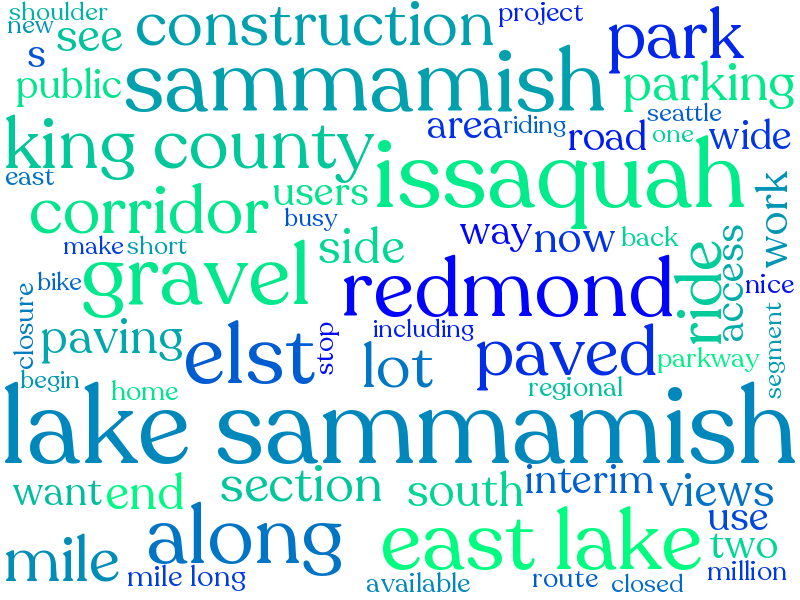 shoulder
new
s
see
construction
project
park
public
sammamish
parking
seattle
king county
area
riding
road
one
wide
east
issaquah
corridor
users
busy
work
make
short
side
way
now
back
bike
gravel
redmond
ride
access
nice
closure
paving
elst
stop
including
lot
paved
parkway
segment
begin
home
regional
lake sammamish
want
end
section
south
interim
views
use
along
east lake
two
mile
mile long
available
route
closed
million